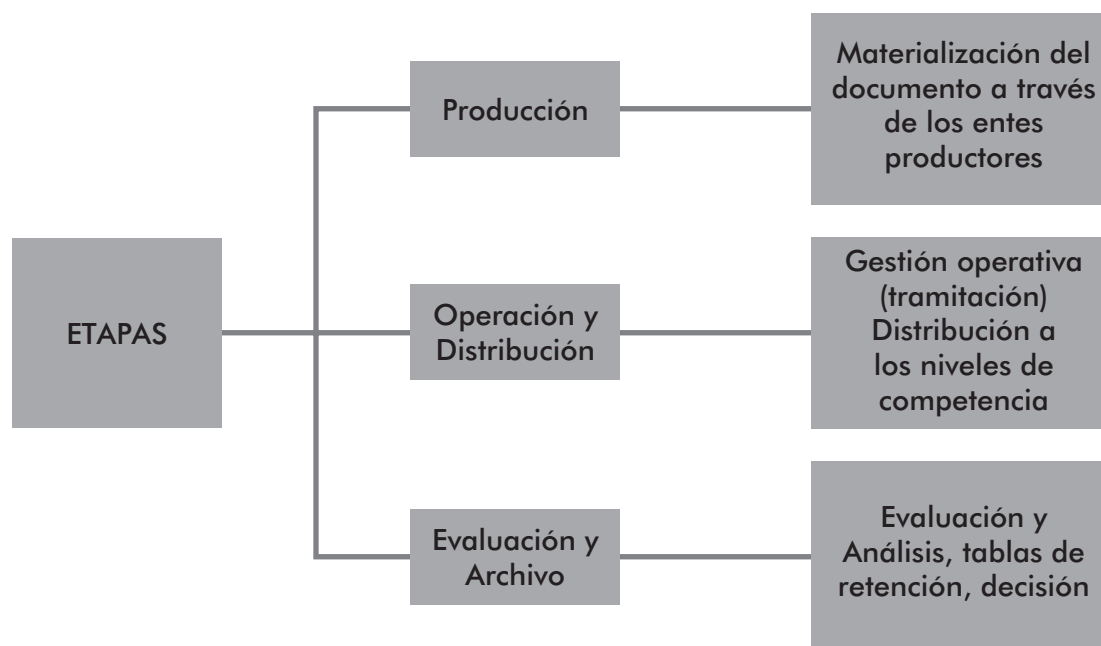 ETAPAS
Producción
Materialización del
documento a través
de los entes
productores
Operación y
Distribución
Gestión operativa
(tramitación)
Distribución a
los niveles de
competencia
Evaluación y
Archivo
Evaluación y
Análisis, tablas de
retención, decisión